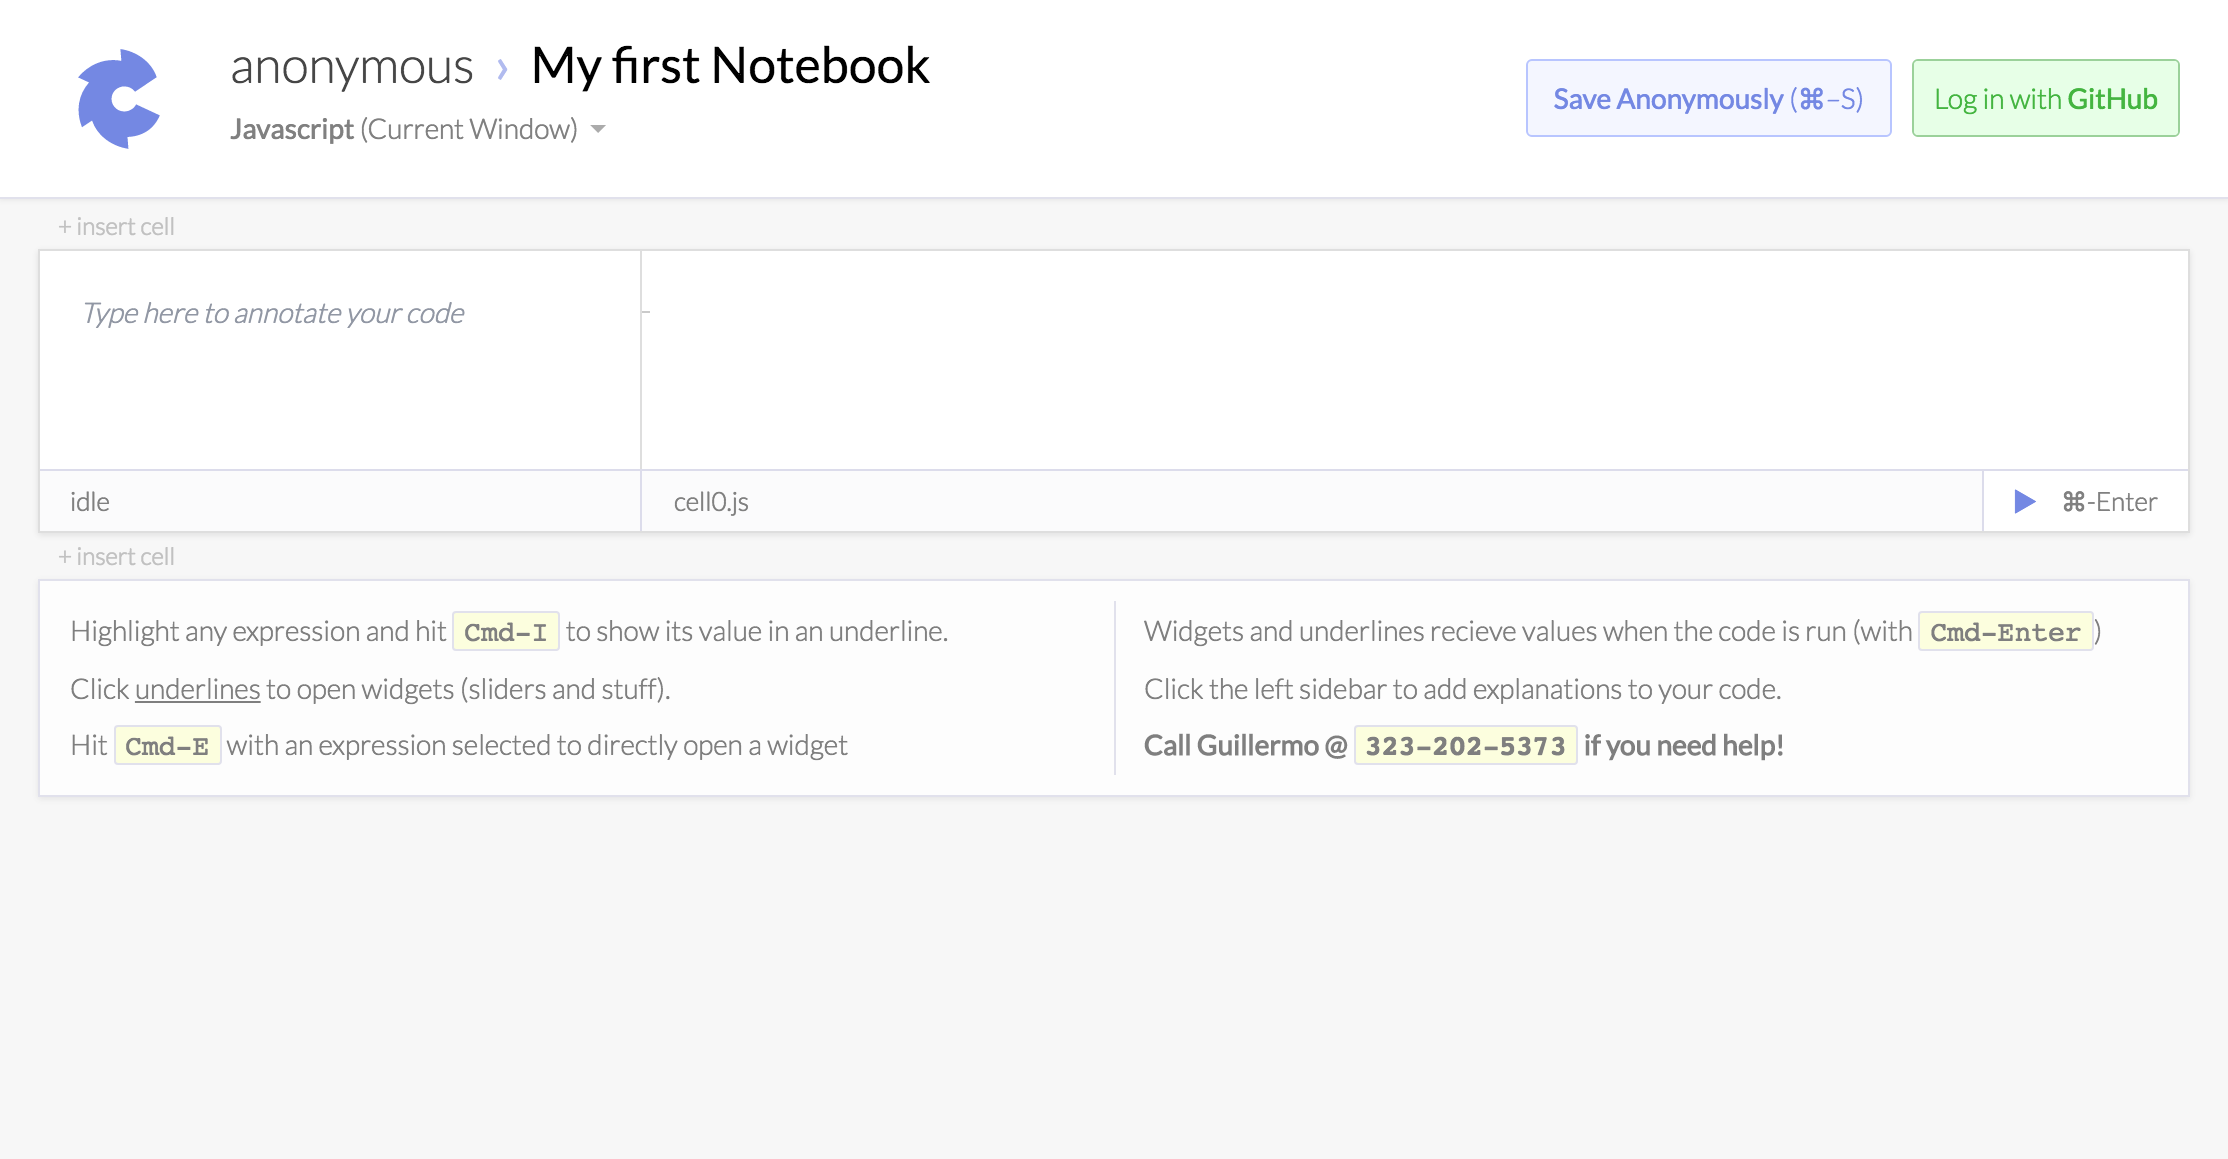 anonymous › My first Notebook
Javascript (Current Window)
Save Anonymously (⌘–S)
Log in with GitHub
+ insert cell
Type here to annotate your code
idle
cell0.js
⌘-Enter
+ insert cell
Highlight any expression and hit Cmd-I to show its value in an underline.
Click underlines to open widgets (sliders and stuff).
Hit Cmd-E with an expression selected to directly open a widget
Widgets and underlines recieve values when the code is run (with Cmd-Enter)
Click the left sidebar to add explanations to your code.
Call Guillermo @ 323-202-5373 if you need help!